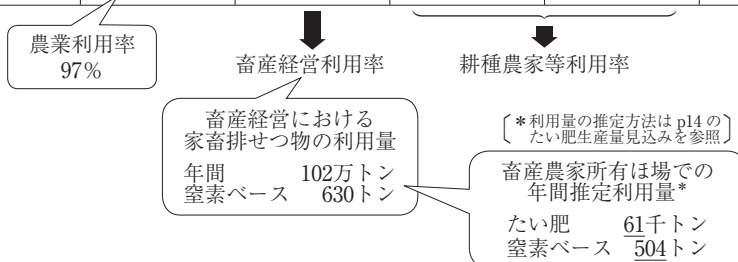 農業利用率
97%
畜産経営利用率
耕種農家等利用率
畜産経営における
家畜排せつ物の利用量
年間 102万トン
窒素ベース 630トン
*利用量の推定方法は p14 の
たい肥生産量見込みを参照
畜産農家所有ほ場での
年間推定利用量*
たい肥 61千トン
窒素ベース 504トン